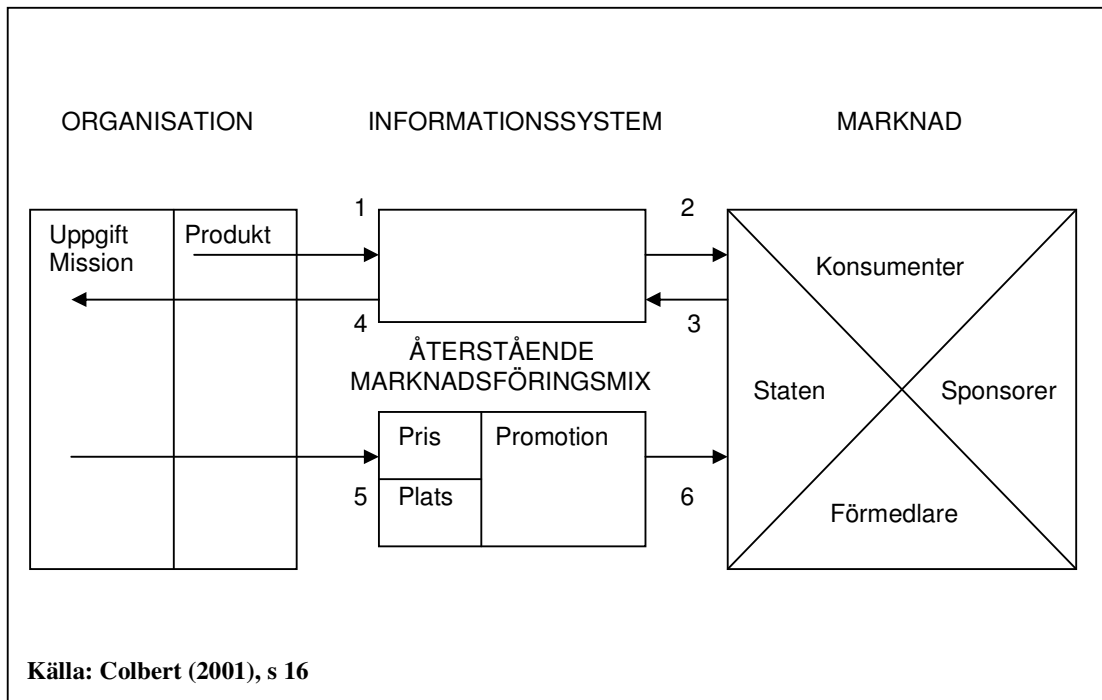 ORGANISATION
INFORMATIONSSYSTEM
MARKNAD
Uppgift
Mission
Produkt
1
2
Konsumenter
4
3
ÅTERSTÅENDE
MARKNADSFÖRINGSMIX
Staten
Sponsorer
Pris
Promotion
5
Plats
6
Förmedlare
Källa: Colbert (2001), s 16